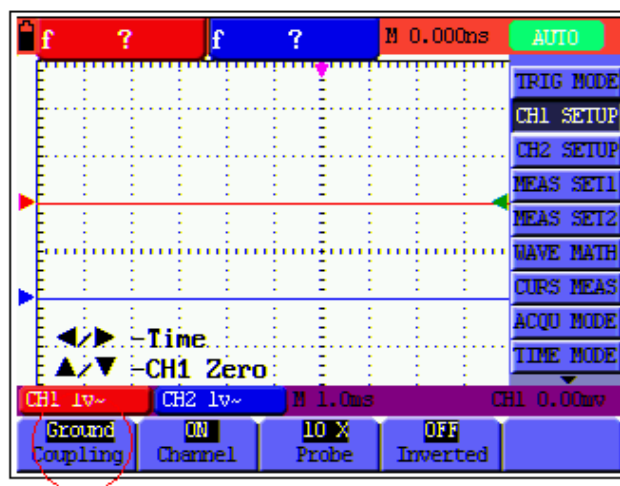 f ? f ? M 0.000ns AUTO
TRIG MODE
CH1 SETUP
CH2 SETUP
MEAS SET1
MEAS SET2
WAVE MATH
CURS MEAS
ACQU MODE
TIME MODE
◀/▶ -Time
▲/▼ -CH1 Zero
CH1 1v~ CH2 1v~ M 1.0ms CH1 0.00mv
Ground ON 10 X OFF
Coupling Channel Probe Inverted